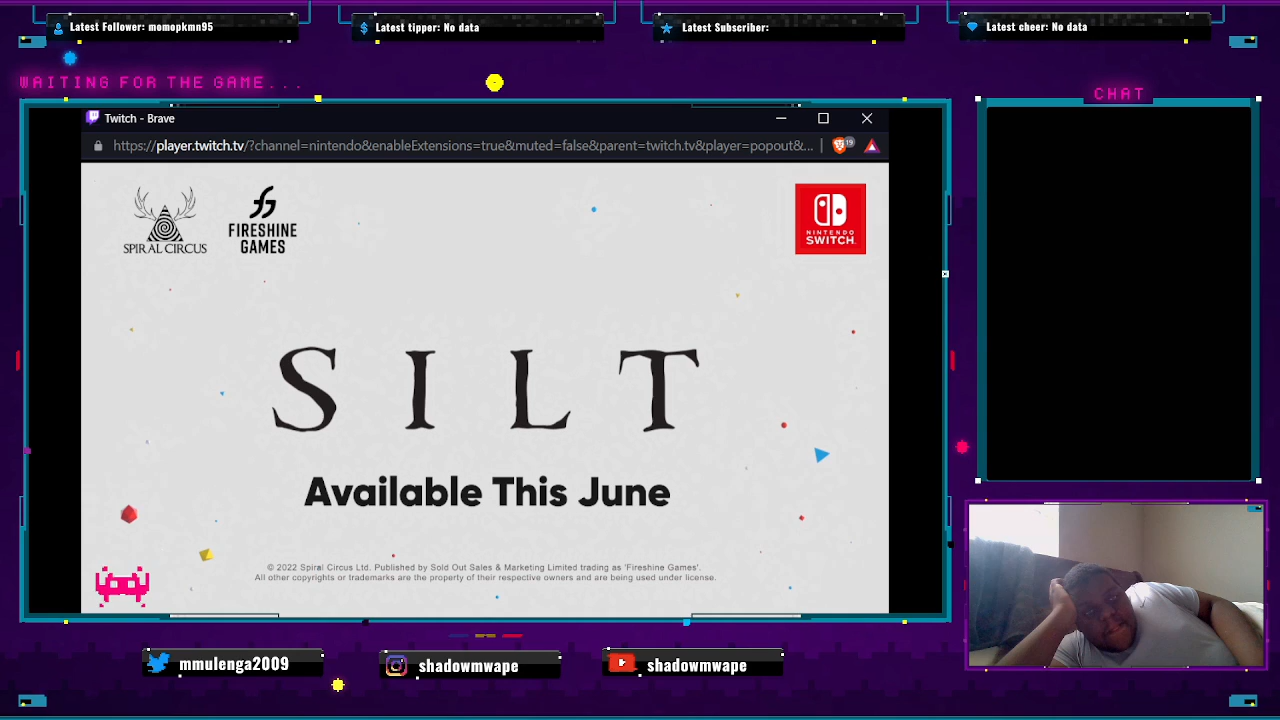 Latest Follower: momopkmn95
Latest tipper: No data
Latest Subscriber:
Latest cheer: No data
WAITING FOR THE GAME...
CHAT
Twitch - Brave
https://player.twitch.tv/?channel=nintendo&enableExtensions=true&muted=false&parent=twitch.tv&player=popout&...
19
SPIRAL CIRCUS
FIRESHINE
GAMES
NINTENDO
SWITCH
SILT
Available This June
© 2022 Spiral Circus Ltd. Published by Sold Out Sales & Marketing Limited trading as 'Fireshine Games'.
All other copyrights or trademarks are the property of their respective owners and are being used under license.
mmulenga2009
shadowmwape
shadowmwape